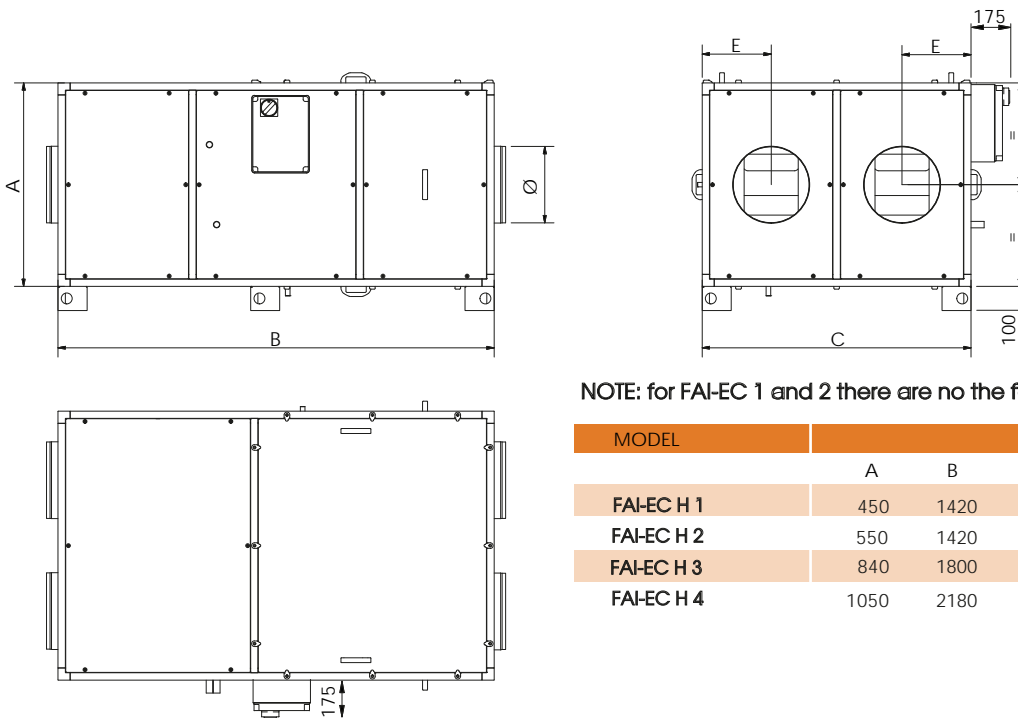 175
E E
A
Ø
=
=
B
C
100
NOTE: for FAI-EC 1 and 2 there are no the f
MODEL
A B
FAI-EC H 1 450 1420
FAI-EC H 2 550 1420
FAI-EC H 3 840 1800
FAI-EC H 4 1050 2180
175